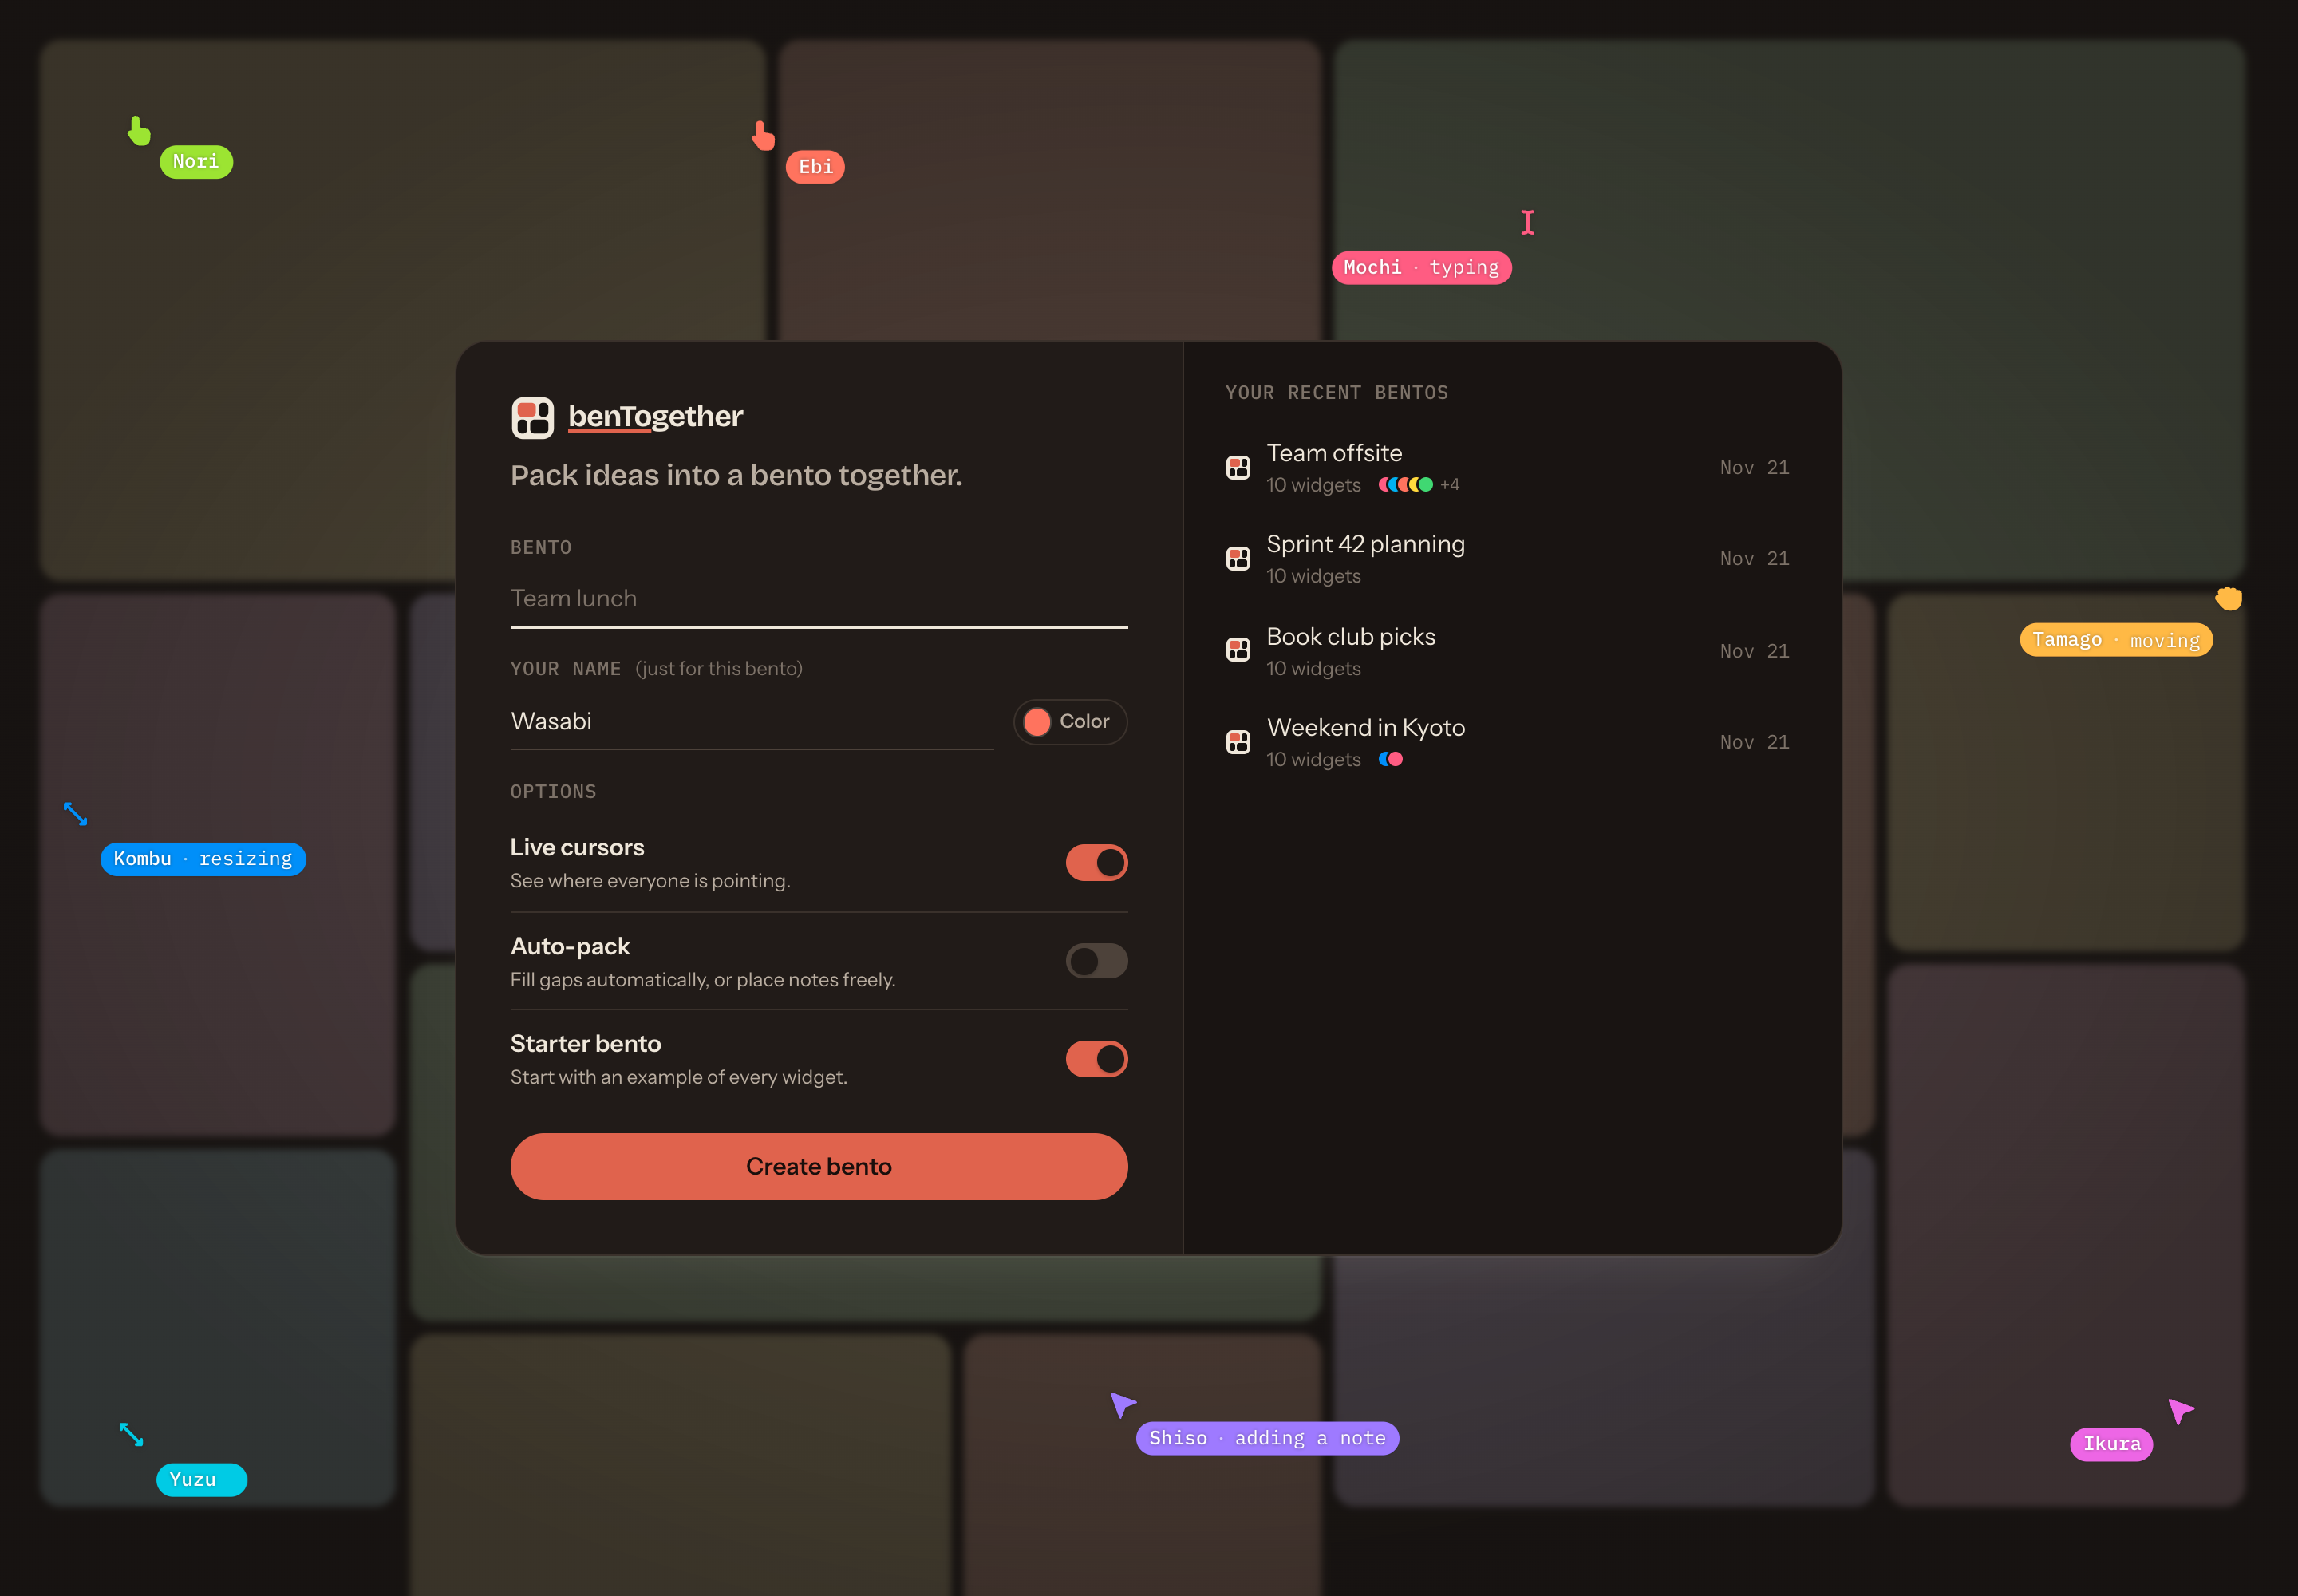 Nori
Ebi
Mochi · typing
benTogether
Pack ideas into a bento together.
BENTO
Team lunch
YOUR NAME (just for this bento)
Wasabi
Color
OPTIONS
Live cursors
See where everyone is pointing.
Auto-pack
Fill gaps automatically, or place notes freely.
Starter bento
Start with an example of every widget.
Create bento
YOUR RECENT BENTOS
Team offsite
10 widgets +4
Nov 21
Sprint 42 planning
10 widgets
Nov 21
Book club picks
10 widgets
Nov 21
Weekend in Kyoto
10 widgets
Nov 21
Tamago · moving
Kombu · resizing
Shiso · adding a note
Ikura
Yuzu